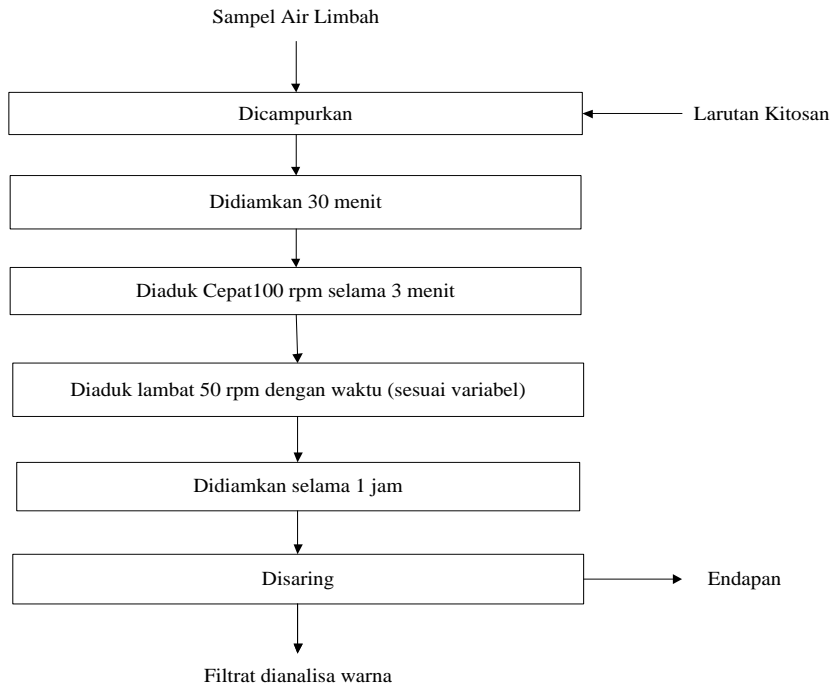 Sampel Air Limbah
Dicampurkan
Larutan Kitosan
Didiamkan 30 menit
Diaduk Cepat100 rpm selama 3 menit
Diaduk lambat 50 rpm dengan waktu (sesuai variabel)
Didiamkan selama 1 jam
Disaring
Endapan
Filtrat dianalisa warna